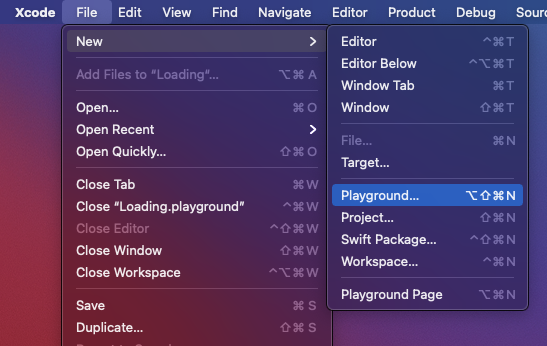 Xcode File Edit View Find Navigate Editor Product Debug
New
Add Files to “Loading”... ⌥⌘A
Open... ⌘O
Open Recent
Open Quickly... ⇧⌘O
Close Tab ⌘W
Close “Loading.playground” ^⌘W
Close Editor ^⇧⌘W
Close Window ⇧⌘W
Close Workspace ^⌥⌘W
Save ⌘S
Duplicate... ⇧⌘S
Editor ^⌘T
Editor Below ^⌥⌘T
Window Tab ⌘T
Window ⇧⌘T
File... ⌘N
Target...
Playground... ⌥⇧⌘N
Project... ⇧⌘N
Swift Package... ^⇧⌘N
Workspace... ^⌘N
Playground Page ⌥⌘N